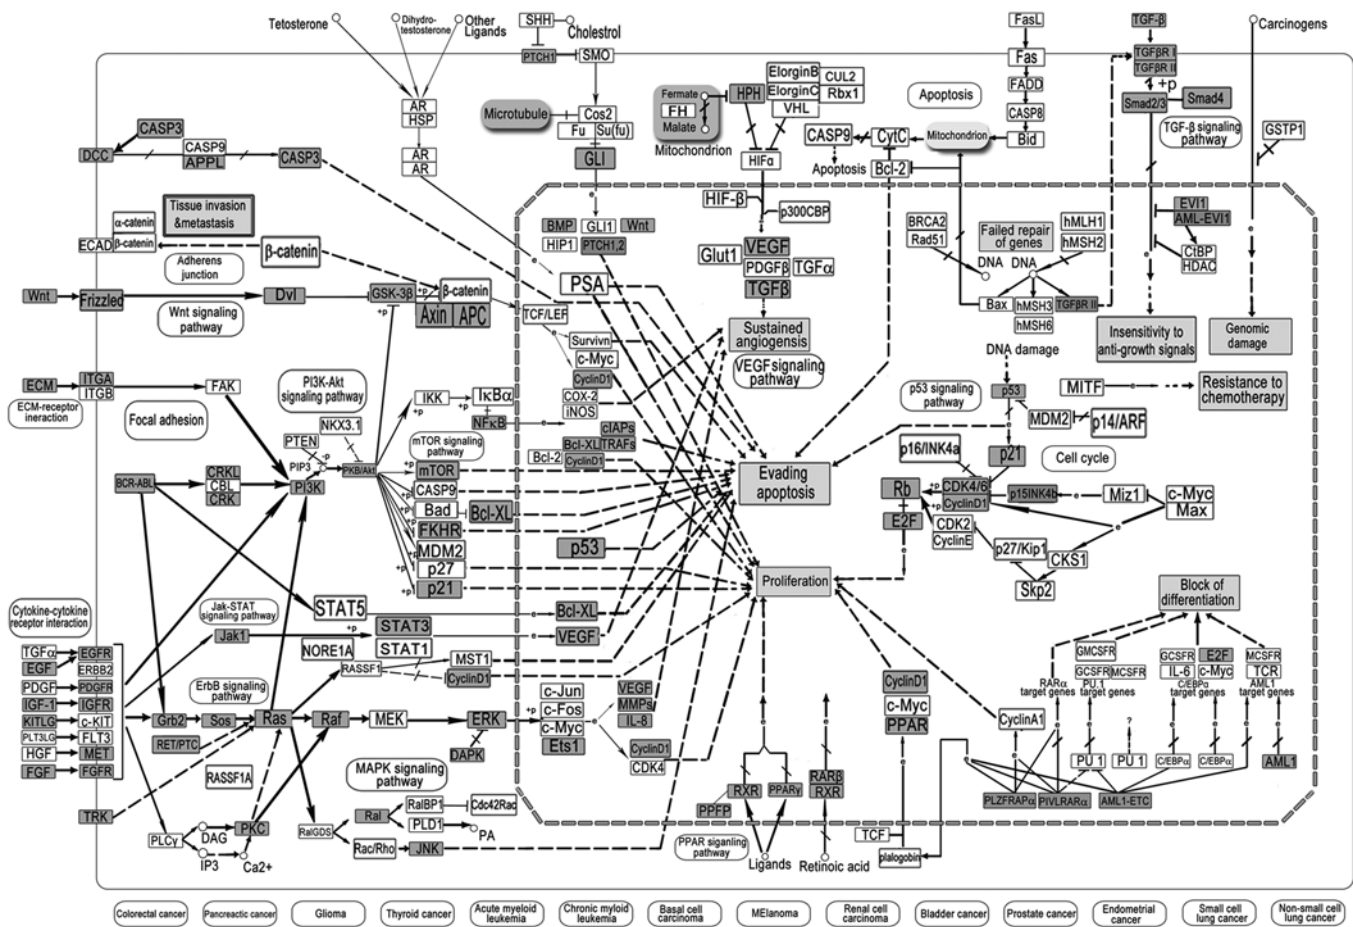 Tetosterone
Dihydro-
testosterone
Other
Ligands
SHH
Cholestrol
PTCH1
SMO
Microtubule
Cos2
Fu
Su(fu)
GLI
Fermate
FH
Malate
Mitochondrion
HPH
ElorginB
ElorginC
VHL
CUL2
Rbx1
HIFα
CASP9
CytC
Mitochondrion
Apoptosis
Bcl-2
Apoptosis
FasL
Fas
FADD
CASP8
Bid
TGF-β
TGFβR I
TGFβR II
+p
Smad2/3
Smad4
TGF-β signaling
pathway
Carcinogens
GSTP1
CASP3
DCC
CASP9
APPL
CASP3
AR
HSP
AR
AR
Tissue invasion
&metastasis
α-catenin
ECAD
β-catenin
Adherens
junction
β-catenin
Wnt
Frizzled
Dvl
Wnt signaling
pathway
GSK-3β
+p
β-catenin
Axin
APC
+p
TCF/LEF
e
e
BMP
GLI1
Wnt
HIP1
PTCH1,2
PSA
HIF-β
p300CBP
e
Glut1
VEGF
PDGFβ
TGFα
TGFβ
Sustained
angiogensis
VEGF signaling
pathway
BRCA2
Rad51
DNA
Failed repair
of genes
DNA
hMLH1
hMSH2
Bax
hMSH3
hMSH6
TGFβR II
EVI1
AML-EVI1
CtBP
HDAC
e
Insensitivity to
anti-growth signals
e
Genomic
damage
ECM
ITGA
ITGB
ECM-receptor
ineraction
FAK
Focal adhesion
PI3K-Akt
signaling pathway
NKX3.1
PTEN
PIP3
-p
PKB/Akt
IKK
IκBα
+p
+p
NFκB
e
mTOR signaling
pathway
Survivn
c-Myc
CyclinD1
COX-2
iNOS
cIAPs
Bcl-XL
TRAFs
Bcl-2
CyclinD1
DNA damage
p53
p53 signaling
pathway
e
MITF
e
Resistance to
chemotherapy
MDM2
p14/ARF
p16/INK4a
p21
Cell cycle
BCR-ABL
CRKL
CBL
CRK
PI3K
mTOR
CASP9
Bad
Bcl-XL
FKHR
MDM2
p27
p21
+p
p53
Evading
apoptosis
Proliferation
Rb
+p
+p
CDK4/6
CyclinD1
E2F
CDK2
CyclinE
e
p15INK4b
e
Miz1
c-Myc
Max
e
p27/Kip1
CKS1
Skp2
Cytokine-cytokine
receptor interaction
Jak-STAT
signaling pathway
Jak1
+p
STAT5
STAT3
STAT1
e
e
Bcl-XL
VEGF
NORE1A
RASSF1
MST1
CyclinD1
TGFα
EGFR
EGF
ERBB2
PDGF
PDGFR
IGF-1
IGFR
KITLG
c-KIT
PLT3LG
FLT3
HGF
MET
FGF
FGFR
TRK
ErbB signaling
pathway
Grb2
Sos
Ras
Raf
MEK
ERK
RET/PTC
DAPK
RASSF1A
MAPK signaling
pathway
+p
c-Jun
c-Fos
c-Myc
Ets1
e
VEGF
MMPs
IL-8
CyclinD1
CDK4
PLCγ
DAG
IP3
PKC
Ca2+
RalGDS
Ral
RalBP1
Cdc42Rac
PLD1
PA
Rac/Rho
JNK
PPFP
RXR
PPARγ
e
PPAR siganling
pathway
Ligands
RARβ
RXR
e
Retinoic acid
CyclinD1
c-Myc
PPAR
e
TCF
plalogobin
Block of
differentiation
GMCSFR
GCSFR
MCSFR
RARα
target genes
PU.1
target genes
GCSFR
E2F
IL-6
c-Myc
C/EBPα
target genes
MCSFR
TCR
AML1
target genes
CyclinA1
e
e
?
PU 1
PU 1
C/EBPα
C/EBPα
AML1
PLZFRAPα
PIVLRARα
AML1-ETC
Colorectal cancer
Pancreactic cancer
Glioma
Thyroid cancer
Acute myeloid
leukemia
Chronic myloid
leukemia
Basal cell
carcinoma
MElanoma
Renal cell
carcinoma
Bladder cancer
Prostate cancer
Endometrial
cancer
Small cell
lung cancer
Non-small cell
lung cancer